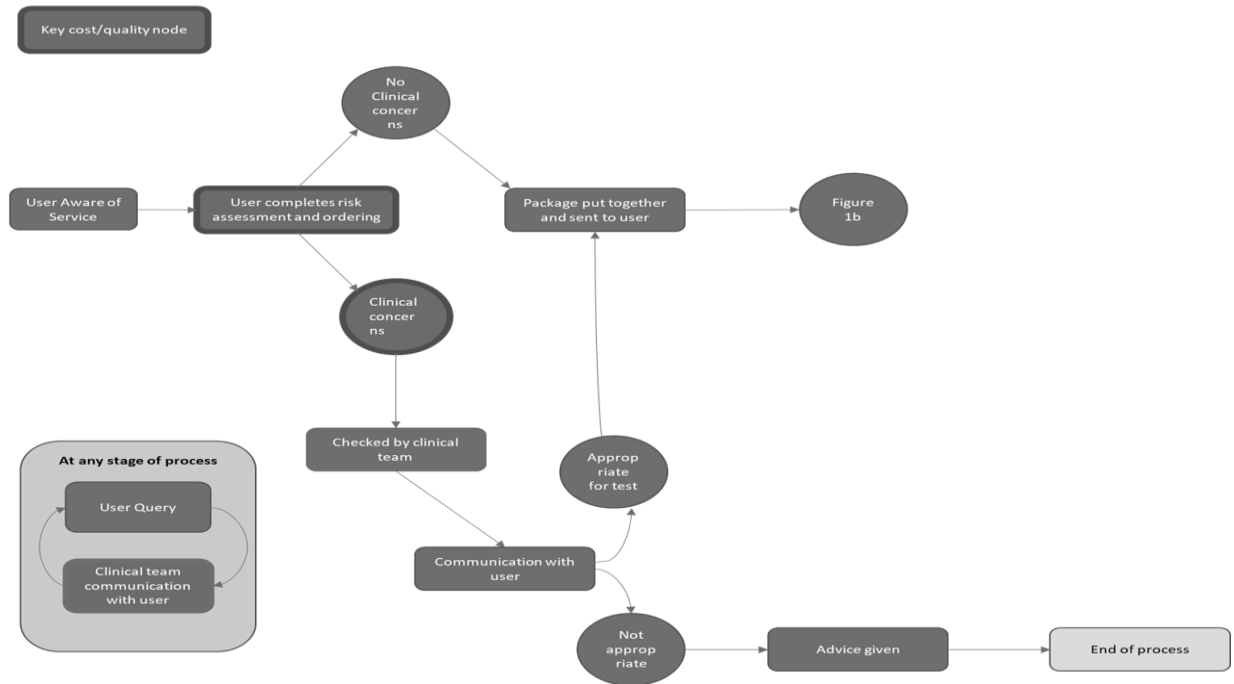 Key cost/quality node
No
Clinical
concer
ns
User Aware of
Service
User completes risk
assessment and ordering
Package put together
and sent to user
Figure
1b
Clinical
concer
ns
Checked by clinical
team
Approp
riate
for test
At any stage of process
User Query
Clinical team
communication
with user
Communication with
user
Not
approp
riate
Advice given
End of process